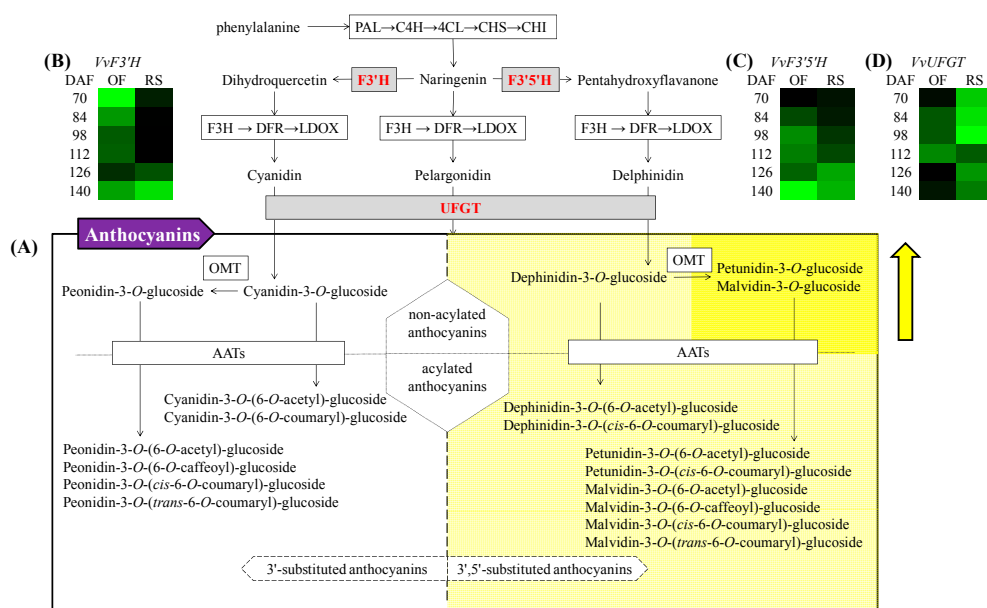 phenylalanine PAL→C4H→4CL→CHS→CHI
(B) VvF3'H
DAF OF RS
70
84
98
112
126
140
Dihydroquercetin F3'H Naringenin F3'5'H Pentahydroxyflavanone
F3H → DFR→LDOX F3H → DFR→LDOX F3H → DFR→LDOX
Cyanidin Pelargonidin Delphinidin
UFGT
(C) VvF3'5'H
DAF OF RS
70
84
98
112
126
140
(D) VvUFGT
DAF OF RS
70
84
98
112
126
140
(A)
Anthocyanins
OMT
Peonidin-3-O-glucoside Cyanidin-3-O-glucoside
AATs
Cyanidin-3-O-(6-O-acetyl)-glucoside
Cyanidin-3-O-(6-O-coumaryl)-glucoside
Peonidin-3-O-(6-O-acetyl)-glucoside
Peonidin-3-O-(6-O-caffeoyl)-glucoside
Peonidin-3-O-(cis-6-O-coumaryl)-glucoside
Peonidin-3-O-(trans-6-O-coumaryl)-glucoside
non-acylated
anthocyanins
acylated
anthocyanins
Dephinidin-3-O-glucoside
OMT
Petunidin-3-O-glucoside
Malvidin-3-O-glucoside
AATs
Dephinidin-3-O-(6-O-acetyl)-glucoside
Dephinidin-3-O-(cis-6-O-coumaryl)-glucoside
Petunidin-3-O-(6-O-acetyl)-glucoside
Petunidin-3-O-(cis-6-O-coumaryl)-glucoside
Malvidin-3-O-(6-O-acetyl)-glucoside
Malvidin-3-O-(6-O-caffeoyl)-glucoside
Malvidin-3-O-(cis-6-O-coumaryl)-glucoside
Malvidin-3-O-(trans-6-O-coumaryl)-glucoside
3'-substituted anthocyanins 3',5'-substituted anthocyanins